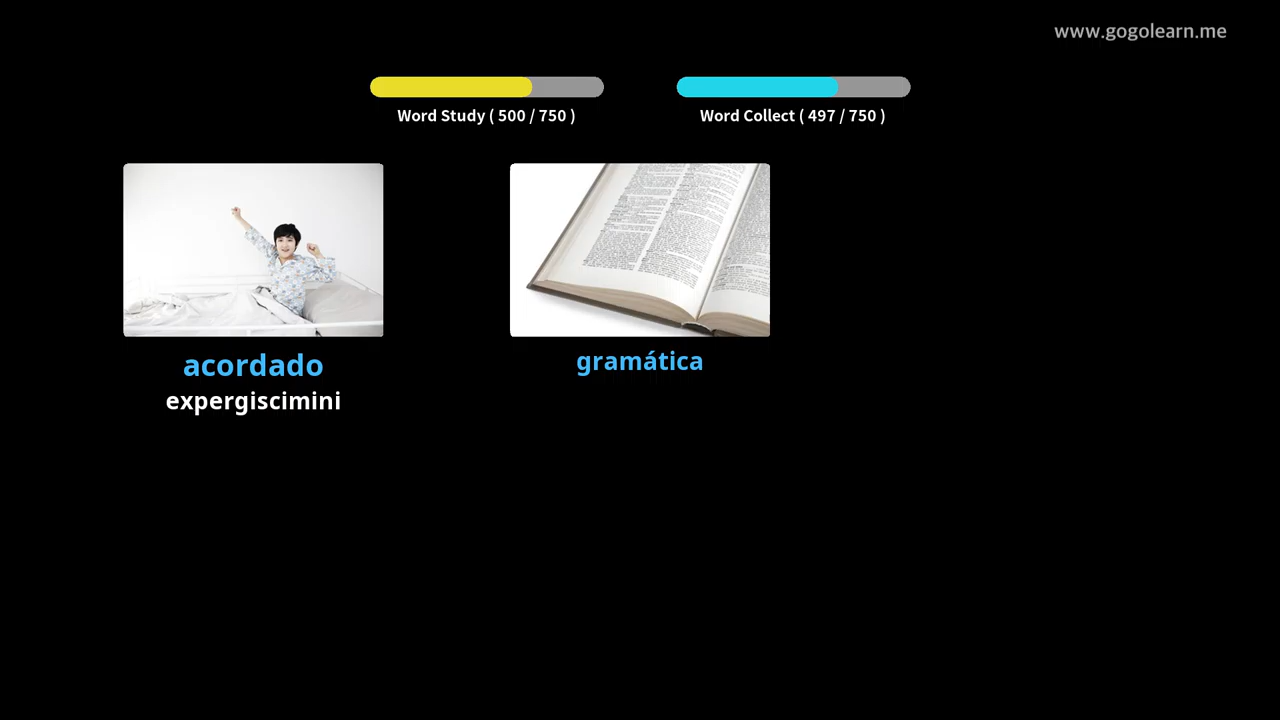 www.gogolearn.me
Word Study ( 500 / 750 )
Word Collect ( 497 / 750 )
acordado
expergiscimini
gramática